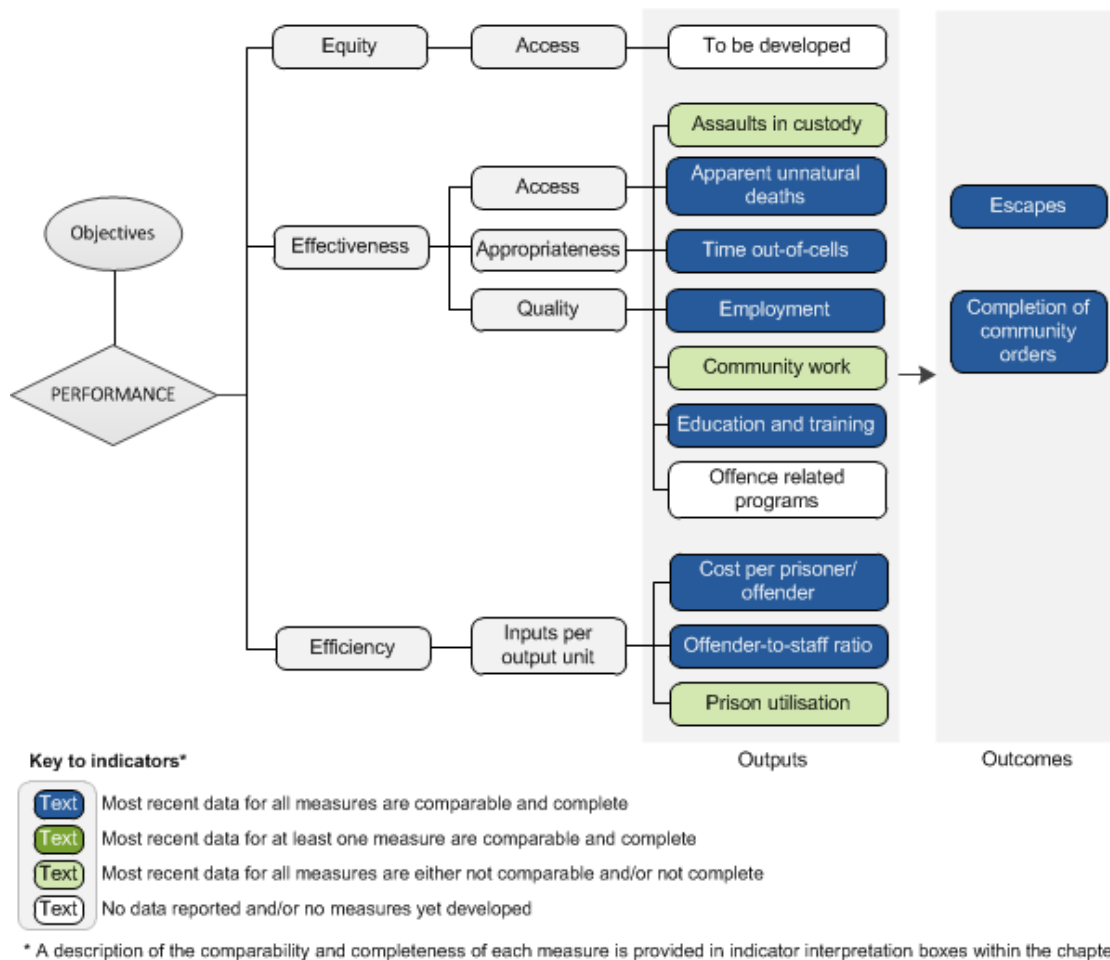 Equity
Access
To be developed
Assaults in custody
Access
Apparent unnatural
deaths
Escapes
Objectives
Effectiveness
Appropriateness
Time out-of-cells
Quality
Employment
Completion of
community
orders
PERFORMANCE
Community work
Education and training
Offence related
programs
Cost per prisoner/
offender
Efficiency
Inputs per
output unit
Offender-to-staff ratio
Prison utilisation
Key to indicators*
Outputs
Outcomes
Text Most recent data for all measures are comparable and complete
Text Most recent data for at least one measure are comparable and complete
Text Most recent data for all measures are either not comparable and/or not complete
Text No data reported and/or no measures yet developed
* A description of the comparability and completeness of each measure is provided in indicator interpretation boxes within the chapte